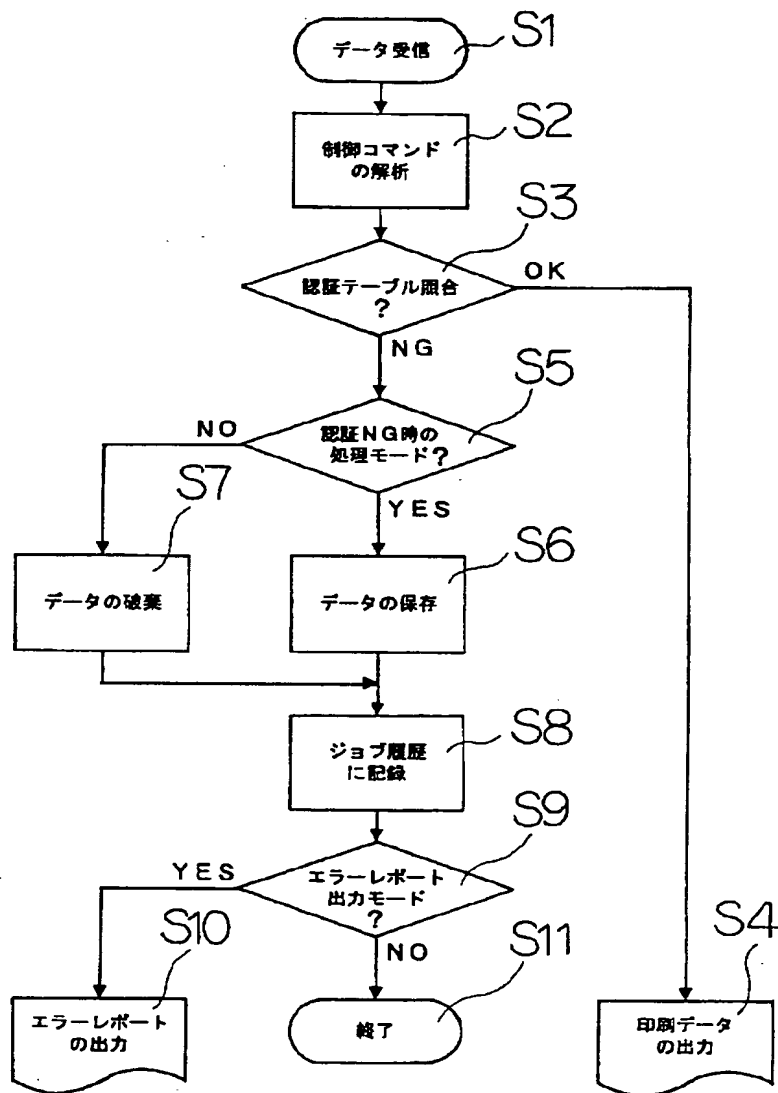 データ受信
S1
制御コマンド
の解析
S2
認証テーブル照合
?
S3
OK
NG
認証NG時の
処理モード?
S5
NO
YES
データの破棄
S7
データの保存
S6
ジョブ履歴
に記録
S8
エラーレポート
出力モード
?
S9
YES
NO
エラーレポート
の出力
S10
終了
S11
印刷データ
の出力
S4